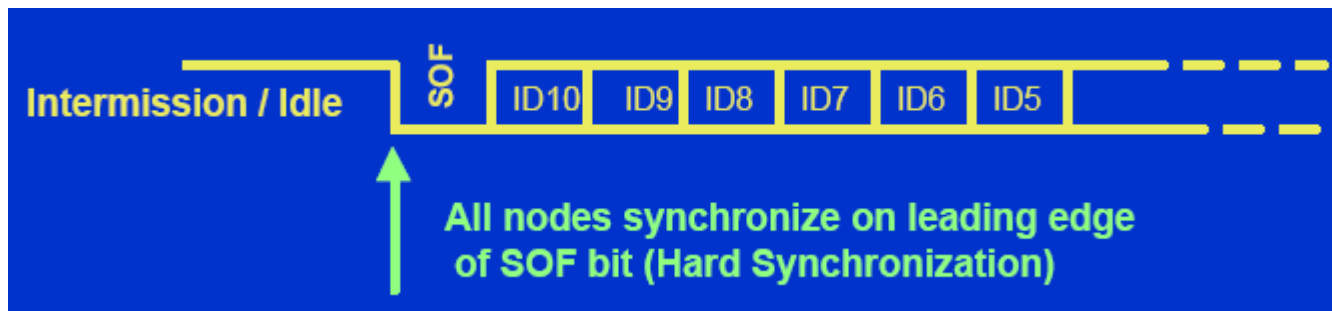 Intermission / Idle
SOF
ID10 ID9 ID8 ID7 ID6 ID5
All nodes synchronize on leading edge
of SOF bit (Hard Synchronization)